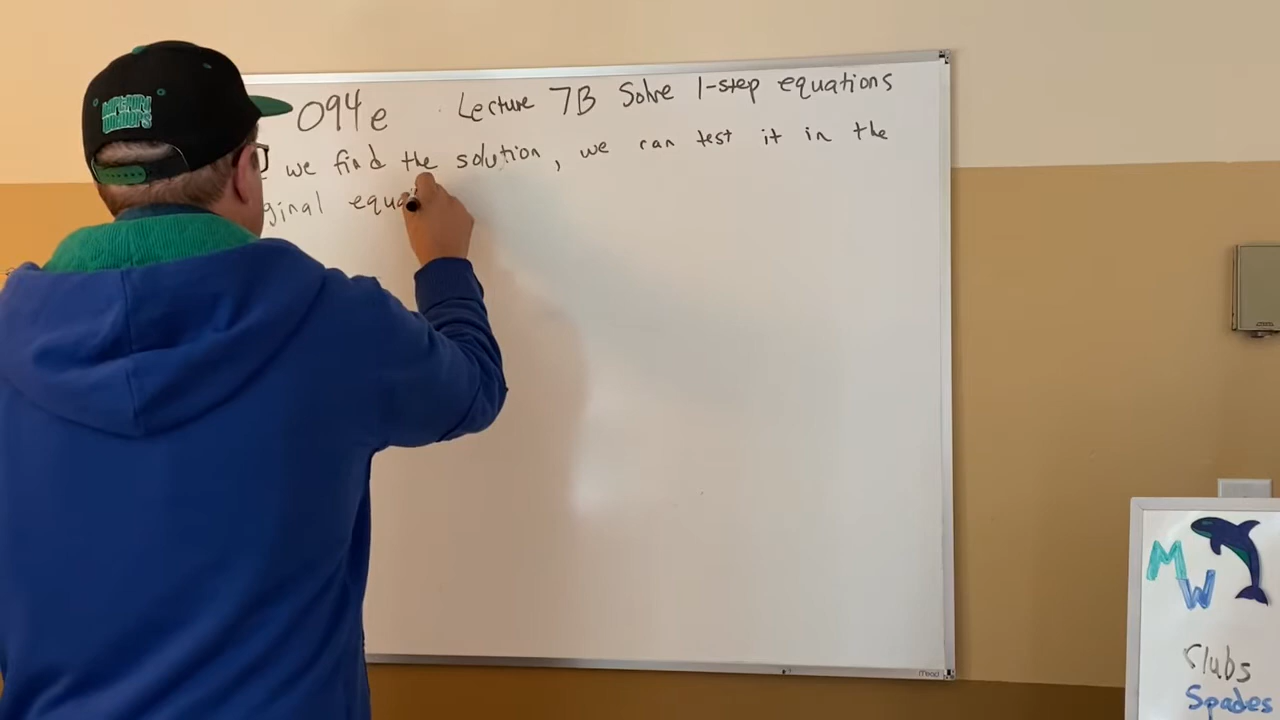 094e Lecture 7B Solve 1-step equations
we find the solution, we can test it in the
ginal equa
Mead
M
W
Clubs
Spades